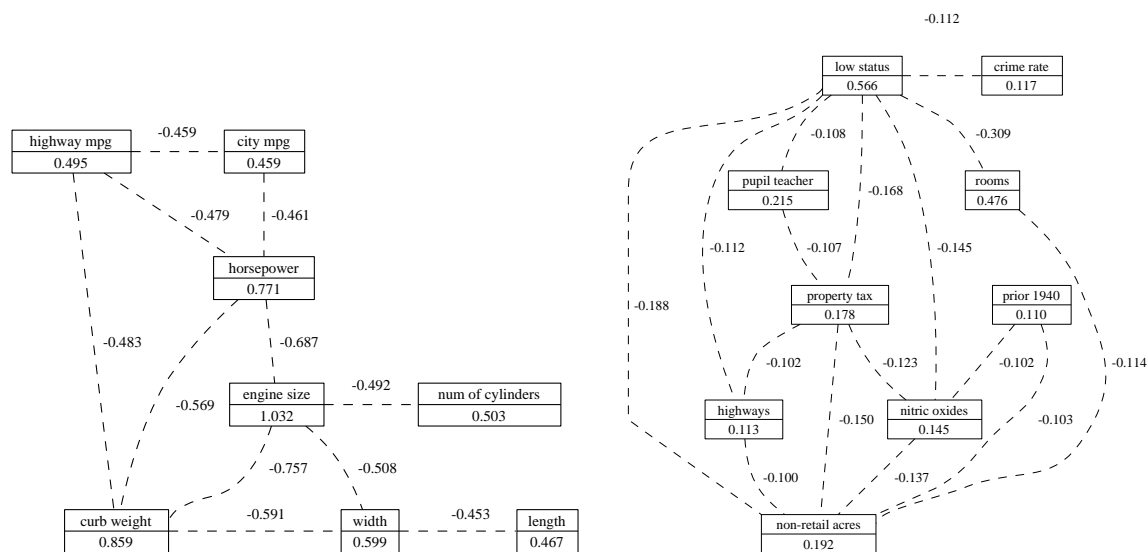 highway mpg
0.495
-0.459
city mpg
0.459
-0.479
-0.461
horsepower
0.771
-0.483
-0.687
-0.569
engine size
1.032
-0.492
num of cylinders
0.503
-0.757
-0.508
curb weight
0.859
-0.591
width
0.599
-0.453
length
0.467
-0.112
low status
0.566
crime rate
0.117
-0.108
-0.309
pupil teacher
0.215
-0.168
rooms
0.476
-0.112
-0.107
-0.145
-0.188
property tax
0.178
prior 1940
0.110
-0.102
-0.123
-0.102
-0.114
highways
0.113
-0.150
nitric oxides
0.145
-0.103
-0.100
-0.137
non-retail acres
0.192